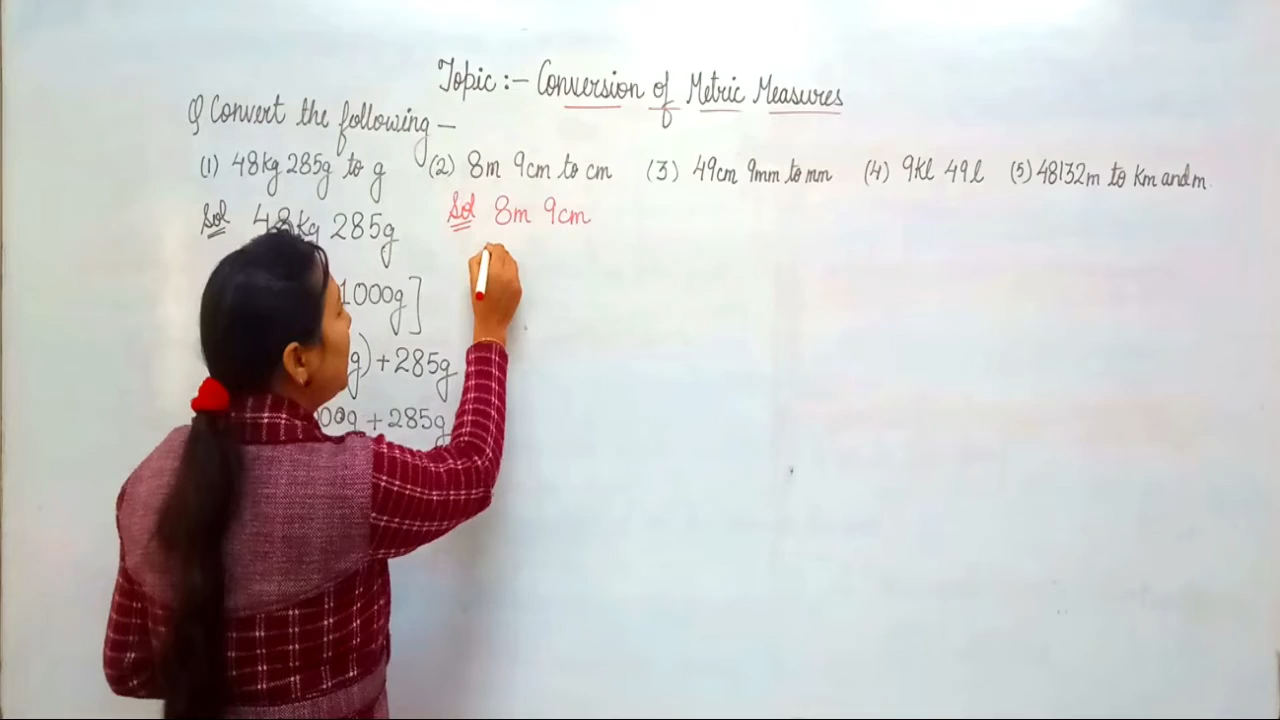 Topic :- Conversion of Metric Measures
Q Convert the following -
(1) 48kg 285g to g (2) 8m 9cm to cm (3) 49cm 9mm to mm (4) 9kl 49l (5) 48132m to km and m.
Sol 48kg 285g Sol 8m 9cm
1000g]
g) + 285g
00g + 285g